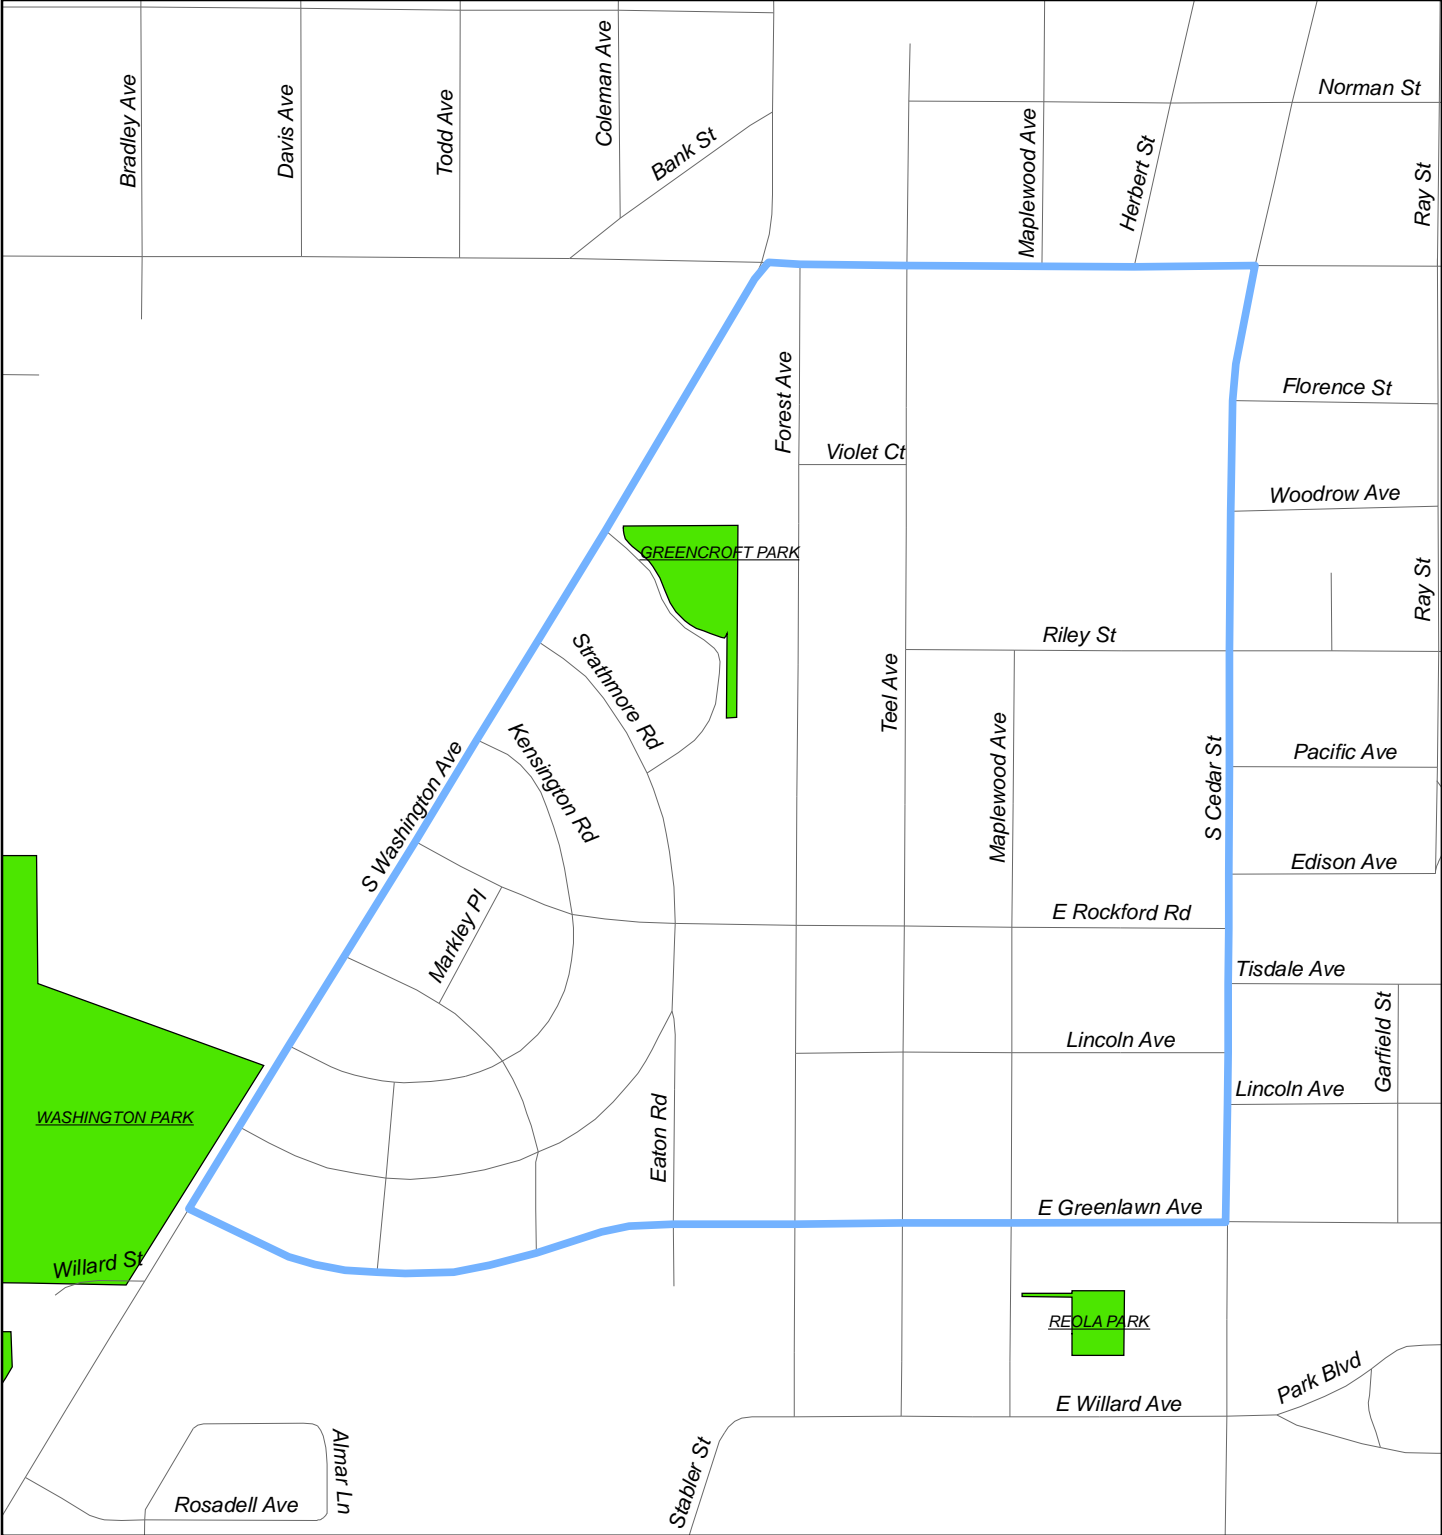 Bradley Ave
Davis Ave
Todd Ave
Coleman Ave
Bank St
Maplewood Ave
Herbert St
Norman St
Ray St
Forest Ave
Florence St
Violet Ct
Woodrow Ave
GREENCROFT PARK
Ray St
Riley St
Strathmore Rd
Teel Ave
Kensington Rd
S Washington Ave
Maplewood Ave
S Cedar St
Pacific Ave
Edison Ave
Markley Pl
E Rockford Rd
Tisdale Ave
Garfield St
Lincoln Ave
Lincoln Ave
WASHINGTON PARK
Eaton Rd
E Greenlawn Ave
Willard St
REOLA PARK
Park Blvd
E Willard Ave
Almar Ln
Stabler St
Rosadell Ave